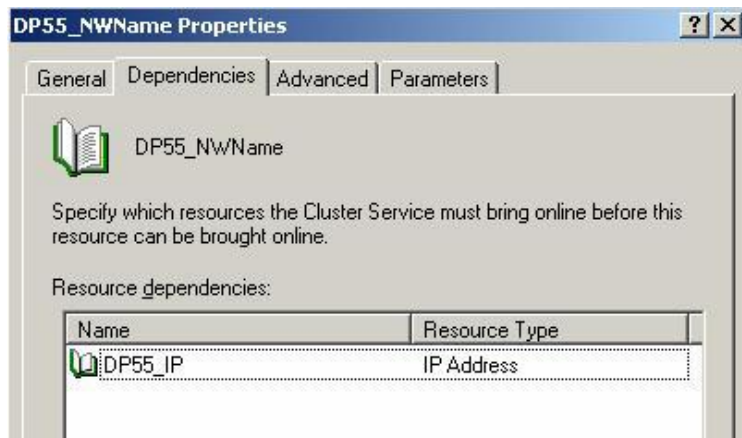 DP55_NWName Properties
General Dependencies Advanced Parameters
DP55_NWName
Specify which resources the Cluster Service must bring online before this
resource can be brought online.
Resource dependencies:
Name Resource Type
DP55_IP IP Address